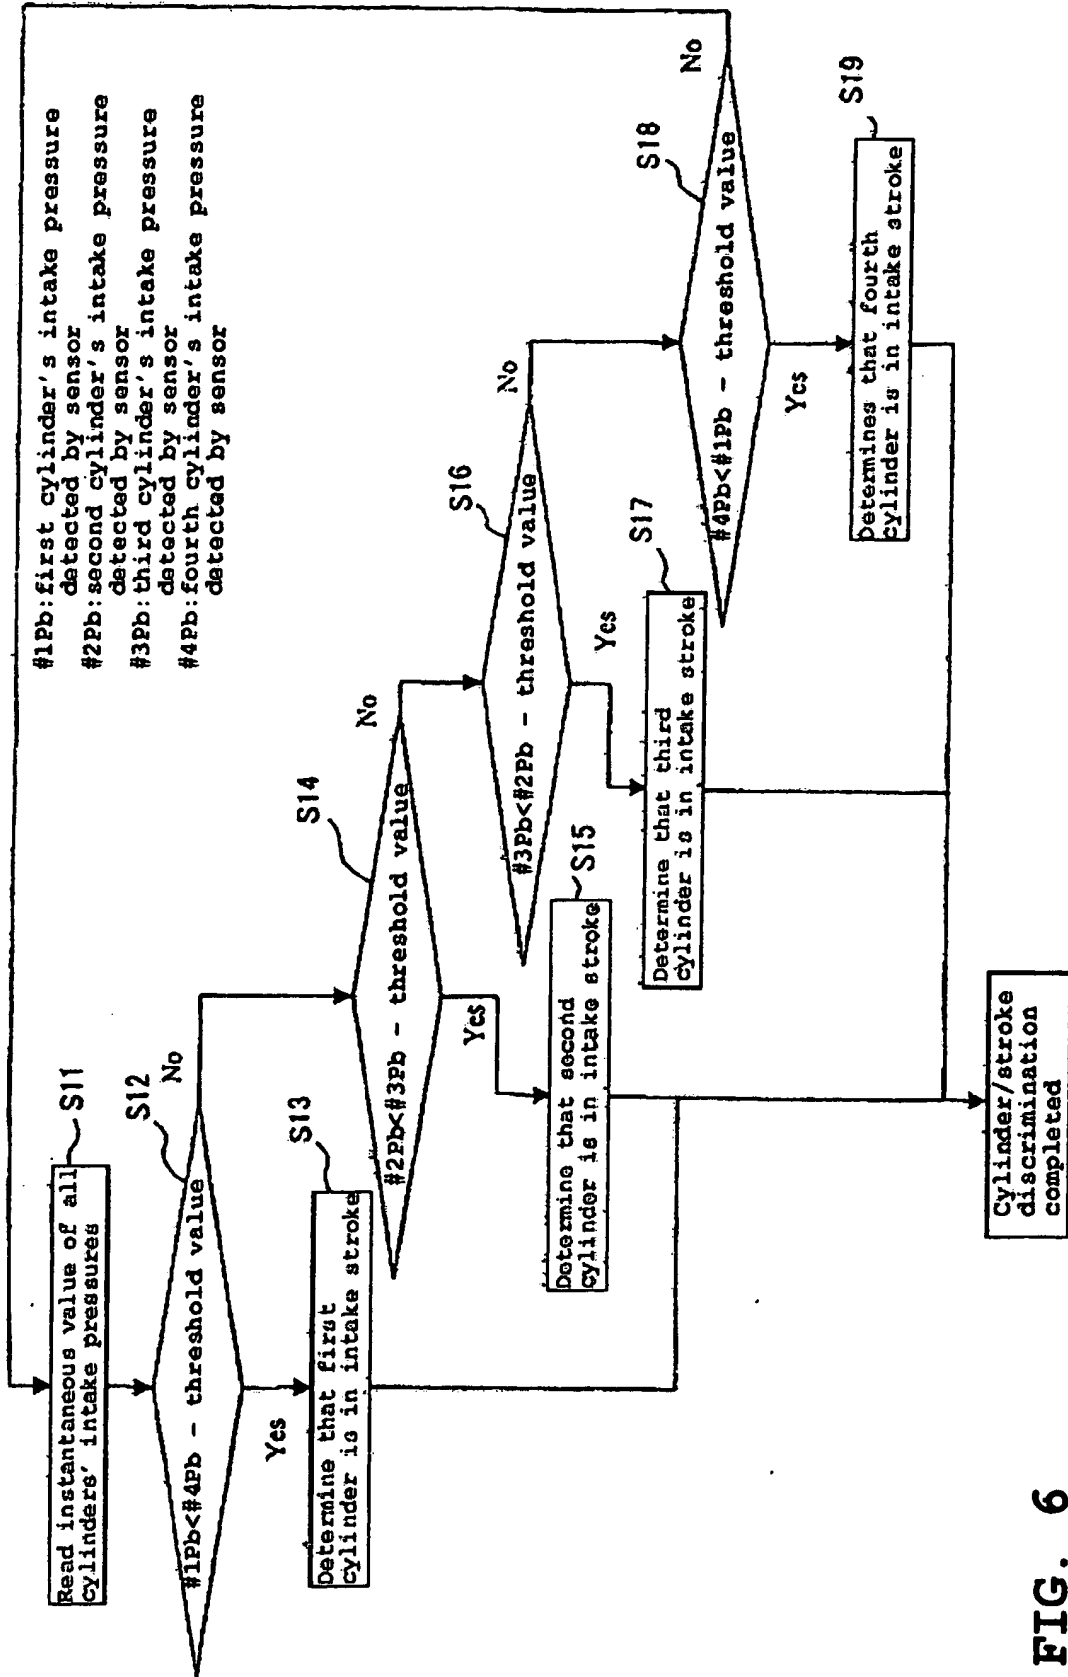 #1Pb:first cylinder's intake pressure
detected by sensor
#2Pb:second cylinder's intake pressure
detected by sensor
#3Pb:third cylinder's intake pressure
detected by sensor
#4Pb:fourth cylinder's intake pressure
detected by sensor
S11
Read instantaneous value of all
cylinders' intake pressures
S12
#1Pb<#4Pb - threshold value
No
Yes
S13
Determine that first
cylinder is in intake stroke
S14
#2Pb<#3Pb - threshold value
No
Yes
S15
Determine that second
cylinder is in intake stroke
S16
#3Pb<#2Pb - threshold value
No
Yes
S17
Determine that third
cylinder is in intake stroke
S18
#4Pb<#1Pb - threshold value
No
Yes
S19
Determines that fourth
cylinder is in intake stroke
Cylinder/stroke
discrimination
completed
FIG. 6